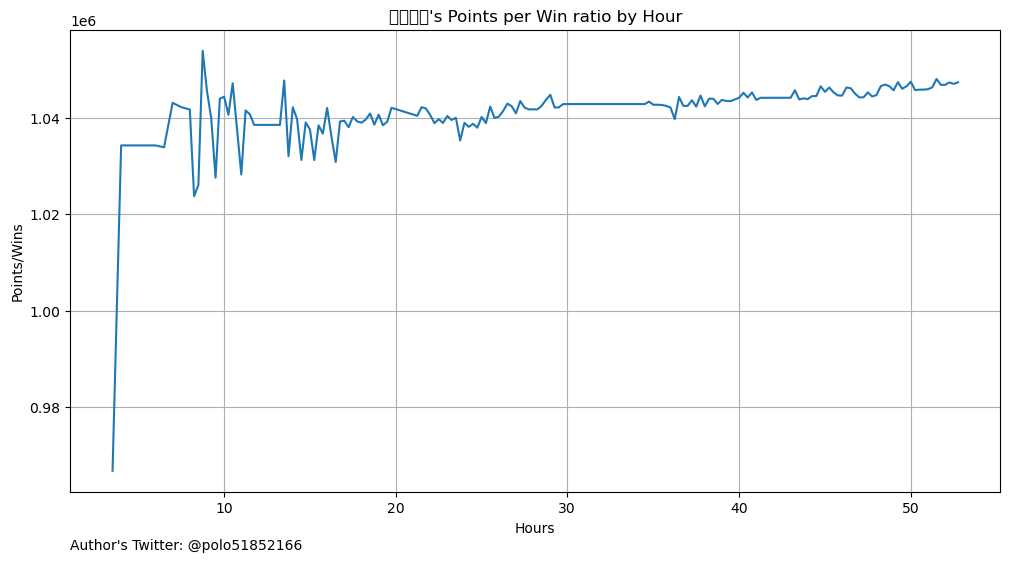 's Points per Win ratio by Hour
1e6
1.04
1.02
1.00
0.98
Points/Wins
10 20 30 40 50
Hours
Author's Twitter: @polo51852166